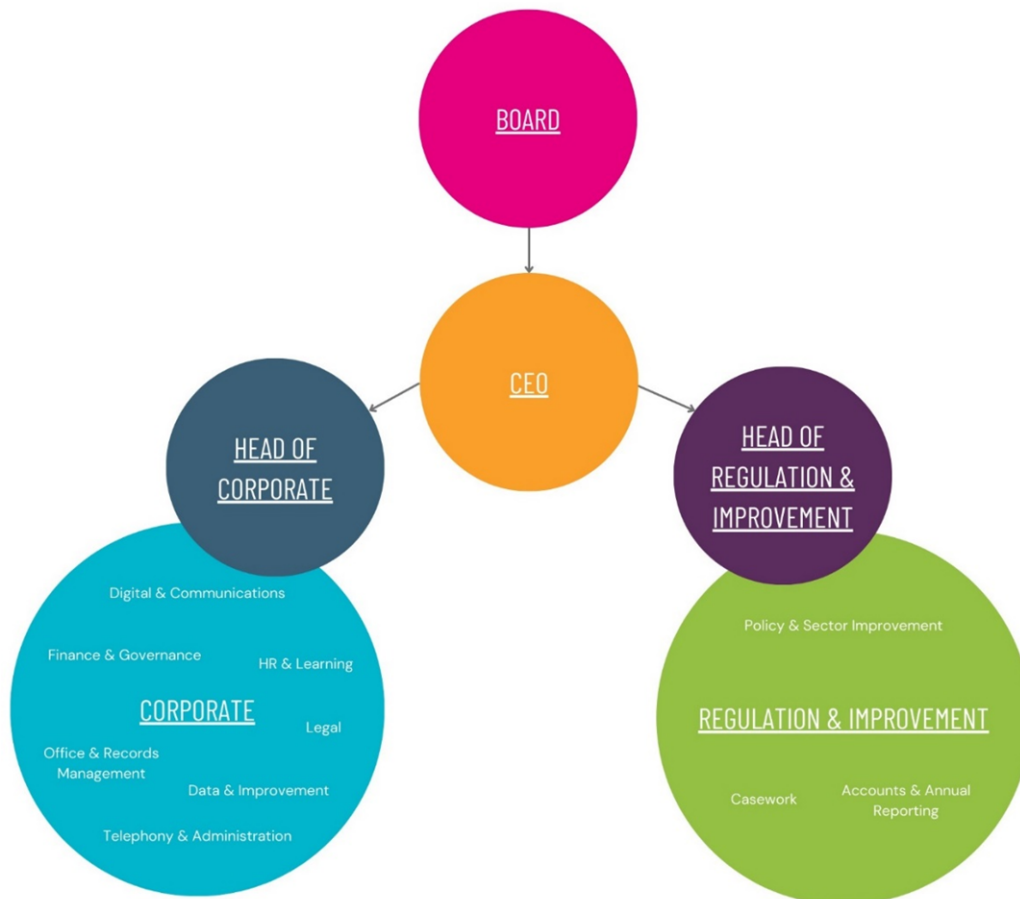 BOARD
CEO
HEAD OF
CORPORATE
HEAD OF
REGULATION &
IMPROVEMENT
Digital & Communications
Finance & Governance
HR & Learning
CORPORATE
Legal
Office & Records
Management
Data & Improvement
Telephony & Administration
Policy & Sector Improvement
REGULATION & IMPROVEMENT
Casework
Accounts & Annual
Reporting